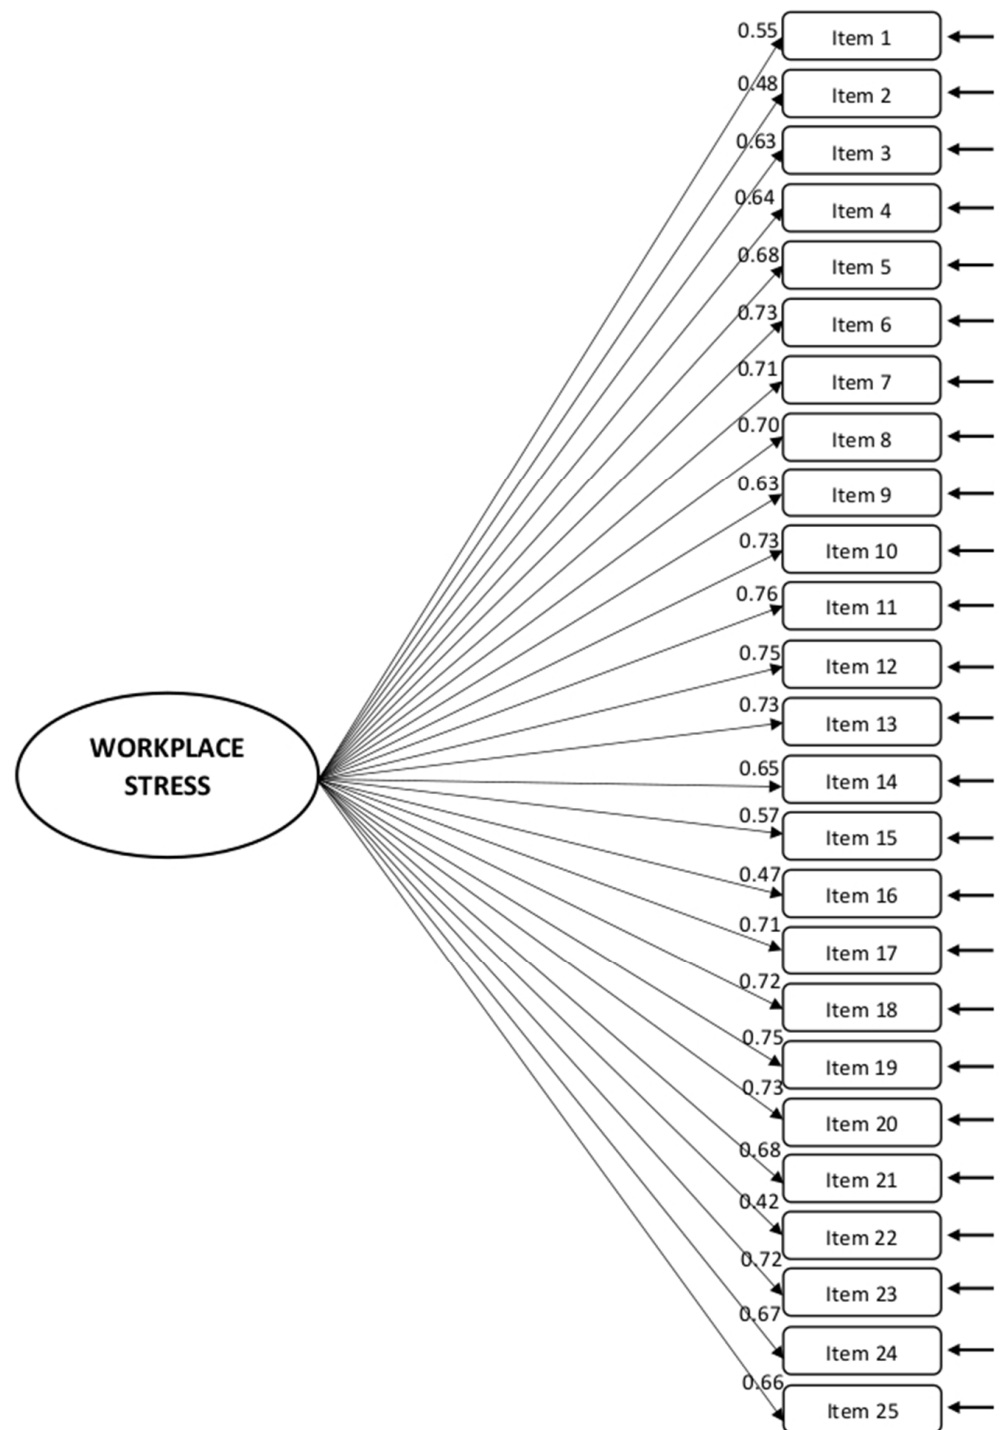 0.55 Item 1
0.48 Item 2
0.63 Item 3
0.64 Item 4
0.68 Item 5
0.73 Item 6
0.71 Item 7
0.70 Item 8
0.63 Item 9
0.73 Item 10
0.76 Item 11
0.75 Item 12
0.73 Item 13
WORKPLACE
STRESS
0.65 Item 14
0.57 Item 15
0.47 Item 16
0.71 Item 17
0.72 Item 18
0.75 Item 19
0.73 Item 20
0.68 Item 21
0.42 Item 22
0.72 Item 23
0.67 Item 24
0.66 Item 25